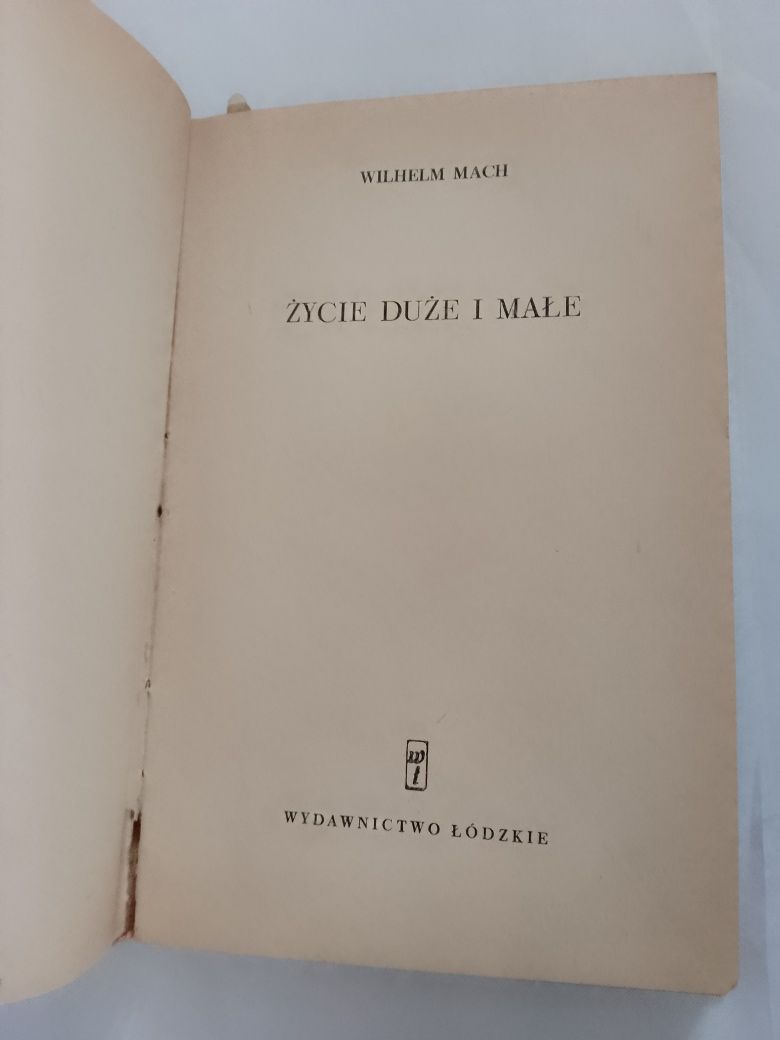 WILHELM MACH
ŻYCIE DUŻE I MAŁE
wł
WYDAWNICTWO ŁÓDZKIE